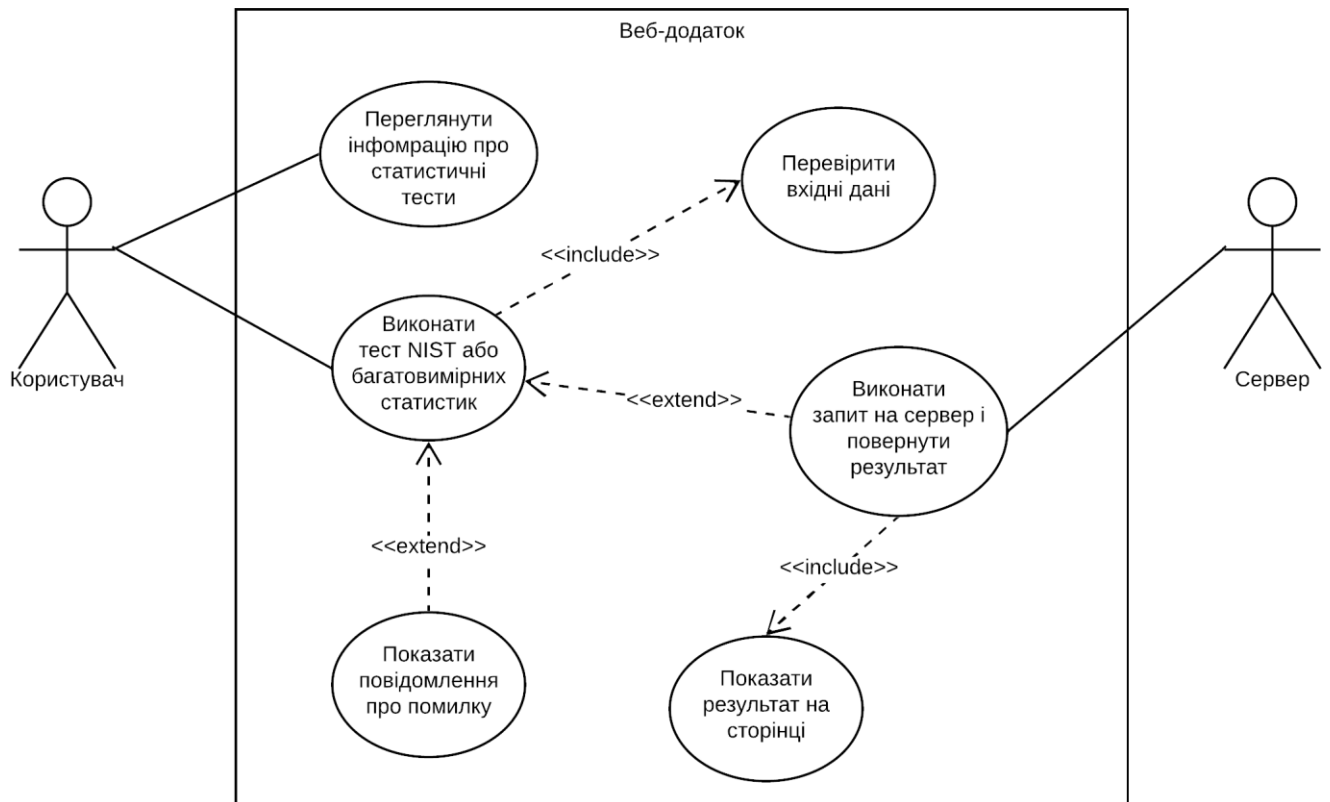 Веб-додаток
Переглянути
інфомрацію про
статистичні
тести
Перевірити
вхідні дані
<<include>>
Виконати
тест NIST або
багатовимірних
статистик
Користувач
<<extend>>
Виконати
запит на сервер і
повернути
результат
Сервер
<<extend>>
<<include>>
Показати
повідомлення
про помилку
Показати
результат на
сторінці